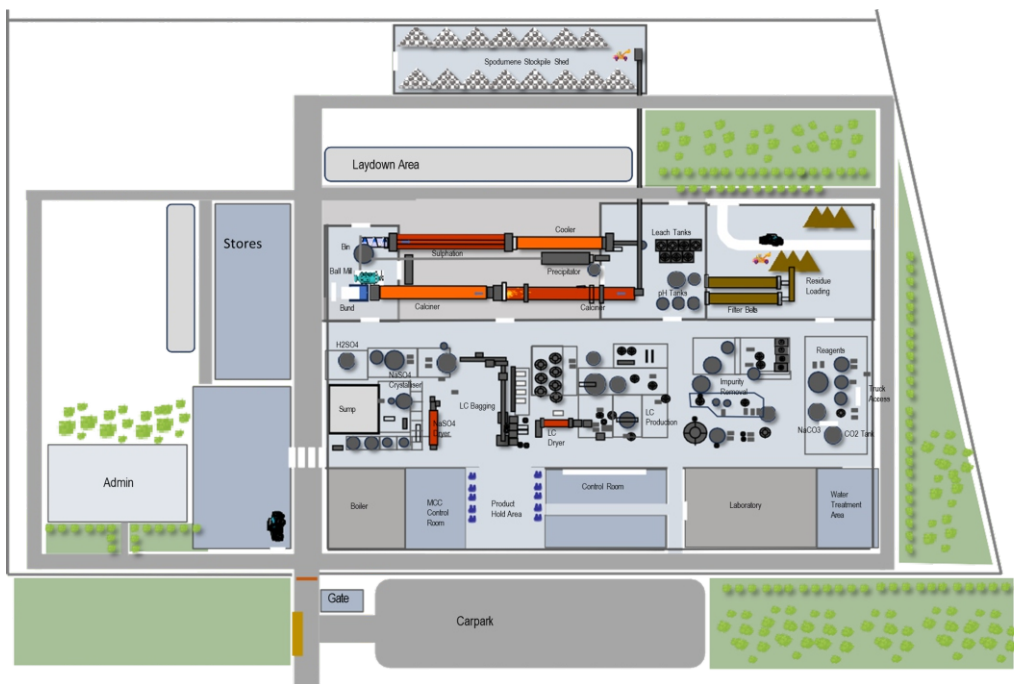 Spodumene Stockpile Shed
Laydown Area
Stores
Bin
Sulphation
Cooler
Leach Tanks
Ball Mill
Precipitator
pH Tanks
Residue
Loading
Bund
Calciner
Calciner
Filter Belts
H2SO4
NaSO4
Crystaliser
Sump
NaSO4
Dryer
LC Bagging
LC
Dryer
LC
Production
Impurity
Removal
Reagents
Truck
Access
NaCO3
CO2 Tank
Admin
Boiler
MCC
Control
Room
Product
Hold Area
Control Room
Laboratory
Water
Treatment
Area
Gate
Carpark